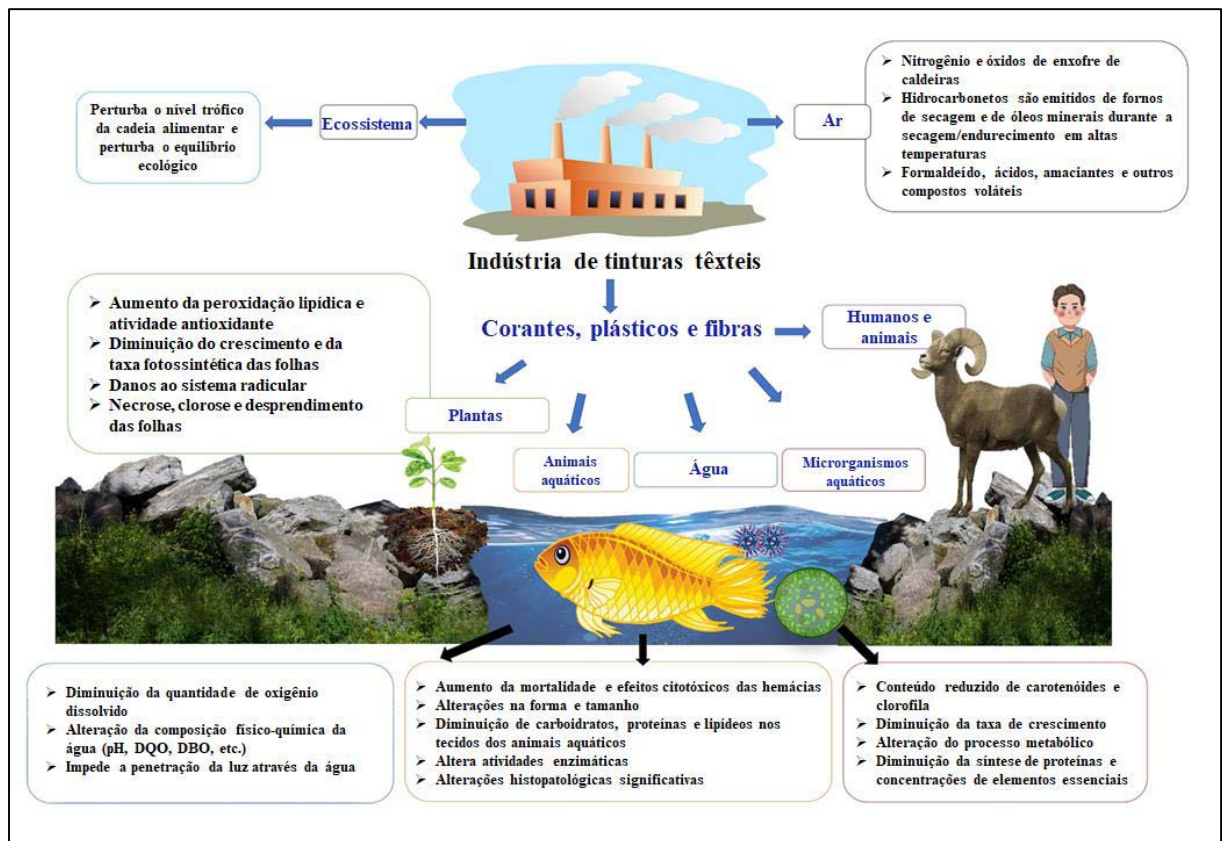 Perturba o nível trófico
da cadeia alimentar e
perturba o equilíbrio
ecológico
Ecossistema
Ar
➢ Nitrogênio e óxidos de enxofre de
caldeiras
➢ Hidrocarbonetos são emitidos de fornos
de secagem e de óleos minerais durante a
secagem/endurecimento em altas
temperaturas
➢ Formaldeído, ácidos, amaciantes e outros
compostos voláteis
Indústria de tinturas têxteis
Corantes, plásticos e fibras
Humanos e
animais
➢ Aumento da peroxidação lipídica e
atividade antioxidante
➢ Diminuição do crescimento e da
taxa fotossintética das folhas
➢ Danos ao sistema radicular
➢ Necrose, clorose e desprendimento
das folhas
Plantas
Animais
aquáticos
Água
Microrganismos
aquáticos
➢ Diminuição da quantidade de oxigênio
dissolvido
➢ Alteração da composição físico-química da
água (pH, DQO, DBO, etc.)
➢ Impede a penetração da luz através da água
➢ Aumento da mortalidade e efeitos citotóxicos das hemácias
➢ Alterações na forma e tamanho
➢ Diminuição de carboidratos, proteínas e lipídeos nos
tecidos dos animais aquáticos
➢ Altera atividades enzimáticas
➢ Alterações histopatológicas significativas
➢ Conteúdo reduzido de carotenóides e
clorofila
➢ Diminuição da taxa de crescimento
➢ Alteração do processo metabólico
➢ Diminuição da síntese de proteínas e
concentrações de elementos essenciais